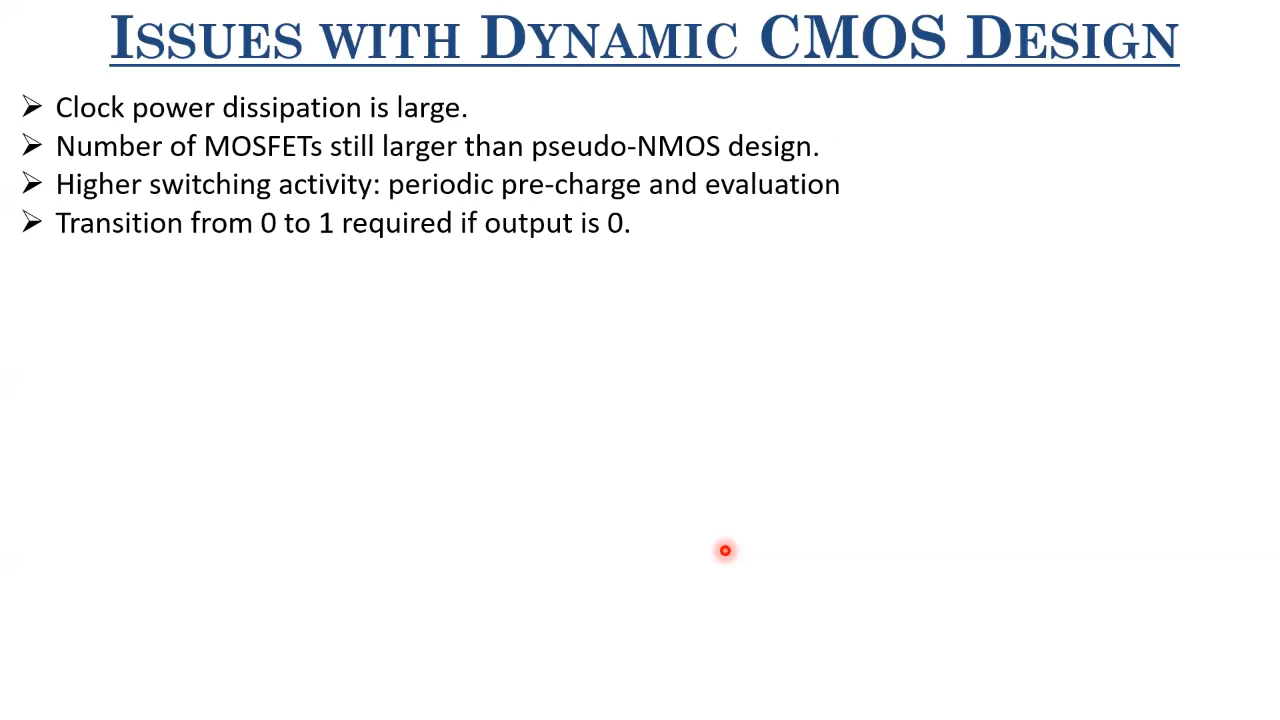 Issues with Dynamic CMOS Design
➢ Clock power dissipation is large.
➢ Number of MOSFETs still larger than pseudo-NMOS design.
➢ Higher switching activity: periodic pre-charge and evaluation
➢ Transition from 0 to 1 required if output is 0.